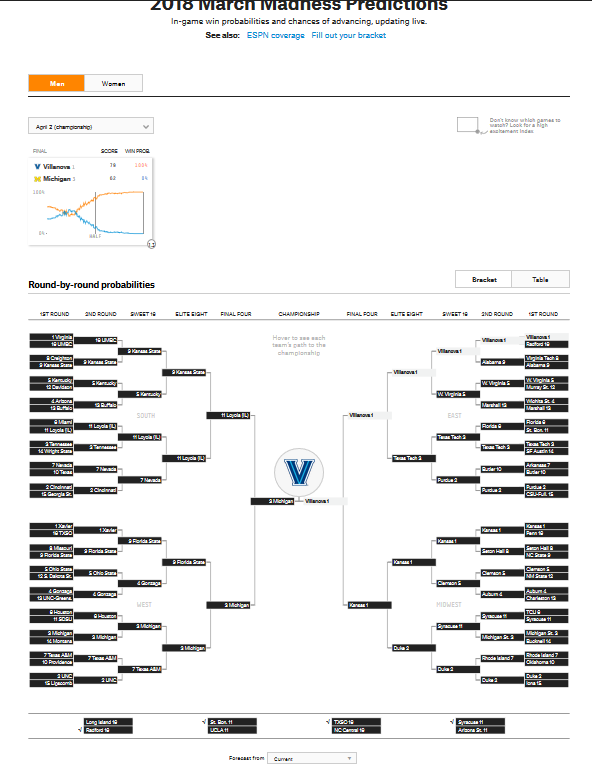 2018 March Madness Predictions
In-game win probabilities and chances of advancing, updating live.
See also: ESPN coverage Fill out your bracket
Men Women
April 2 (championship)
Don't know which games to
watch? Look for a high
excitement index
FINAL SCORE WIN PROB.
Villanova 1 79
Michigan 3 62
100%
0%
HALF
Round-by-round probabilities
Bracket Table
1ST ROUND 2ND ROUND SWEET 16 ELITE EIGHT FINAL FOUR CHAMPIONSHIP FINAL FOUR ELITE EIGHT SWEET 16 2ND ROUND 1ST ROUND
Hover to see each
team's path to the
championship
SOUTH
1 Virginia
16 UMBC
8 Creighton
9 Kansas State
5 Kentucky
12 Davidson
4 Arizona
13 Buffalo
6 Miami
11 Loyola (IL)
3 Tennessee
14 Wright State
7 Nevada
10 Texas
2 Cincinnati
15 Georgia St.
16 UMBC
9 Kansas State
5 Kentucky
13 Buffalo
11 Loyola (IL)
3 Tennessee
7 Nevada
2 Cincinnati
9 Kansas State
5 Kentucky
11 Loyola (IL)
7 Nevada
9 Kansas State
11 Loyola (IL)
11 Loyola (IL)
WEST
1 Xavier
16 TXSO
8 Missouri
9 Florida State
5 Ohio State
12 S. Dakota St.
4 Gonzaga
13 UNC-Greens.
6 Houston
11 SDSU
3 Michigan
14 Montana
7 Texas A&M
10 Providence
2 UNC
15 Lipscomb
1 Xavier
9 Florida State
5 Ohio State
4 Gonzaga
6 Houston
3 Michigan
7 Texas A&M
2 UNC
9 Florida State
4 Gonzaga
3 Michigan
7 Texas A&M
9 Florida State
3 Michigan
3 Michigan
3 Michigan Villanova 1
EAST
Villanova 1
Villanova 1
Texas Tech 3
Villanova 1
W. Virginia 5
Texas Tech 3
Purdue 2
Villanova 1
Alabama 9
W. Virginia 5
Marshall 13
Florida 6
Texas Tech 3
Butler 10
Purdue 2
Villanova 1
Radford 16
Virginia Tech 8
Alabama 9
W. Virginia 5
Murray St. 12
Wichita St. 4
Marshall 13
Florida 6
St. Bon. 11
Texas Tech 3
SF Austin 14
Arkansas 7
Butler 10
Purdue 2
CSU-Full. 15
MIDWEST
Kansas 1
Kansas 1
Duke 2
Kansas 1
Clemson 5
Syracuse 11
Duke 2
Kansas 1
Seton Hall 8
Clemson 5
Auburn 4
Syracuse 11
Michigan St. 3
Rhode Island 7
Duke 2
Kansas 1
Penn 16
Seton Hall 8
NC State 9
Clemson 5
NM State 12
Auburn 4
Charleston 13
TCU 6
Syracuse 11
Michigan St. 3
Bucknell 14
Rhode Island 7
Oklahoma 10
Duke 2
Iona 15
Long Island 16
Radford 16
St. Bon. 11
UCLA 11
TXSO 16
NC Central 16
Syracuse 11
Arizona St. 11
Forecast from Current